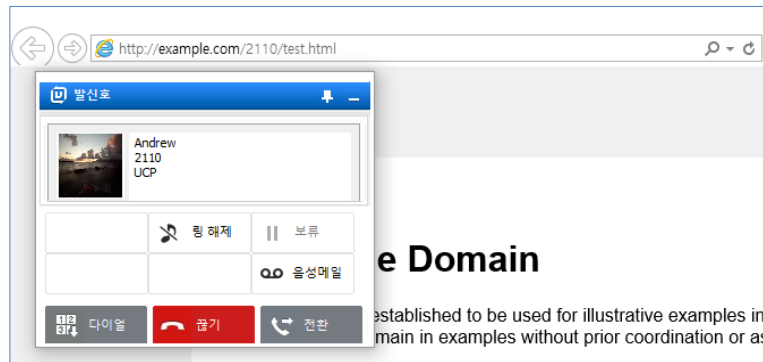 http://example.com/2110/test.html
발신호
Andrew
2110
UCP
링 해제
보류
음성메일
다이얼
끊기
전환
e Domain
established to be used for illustrative examples in
main in examples without prior coordination or as